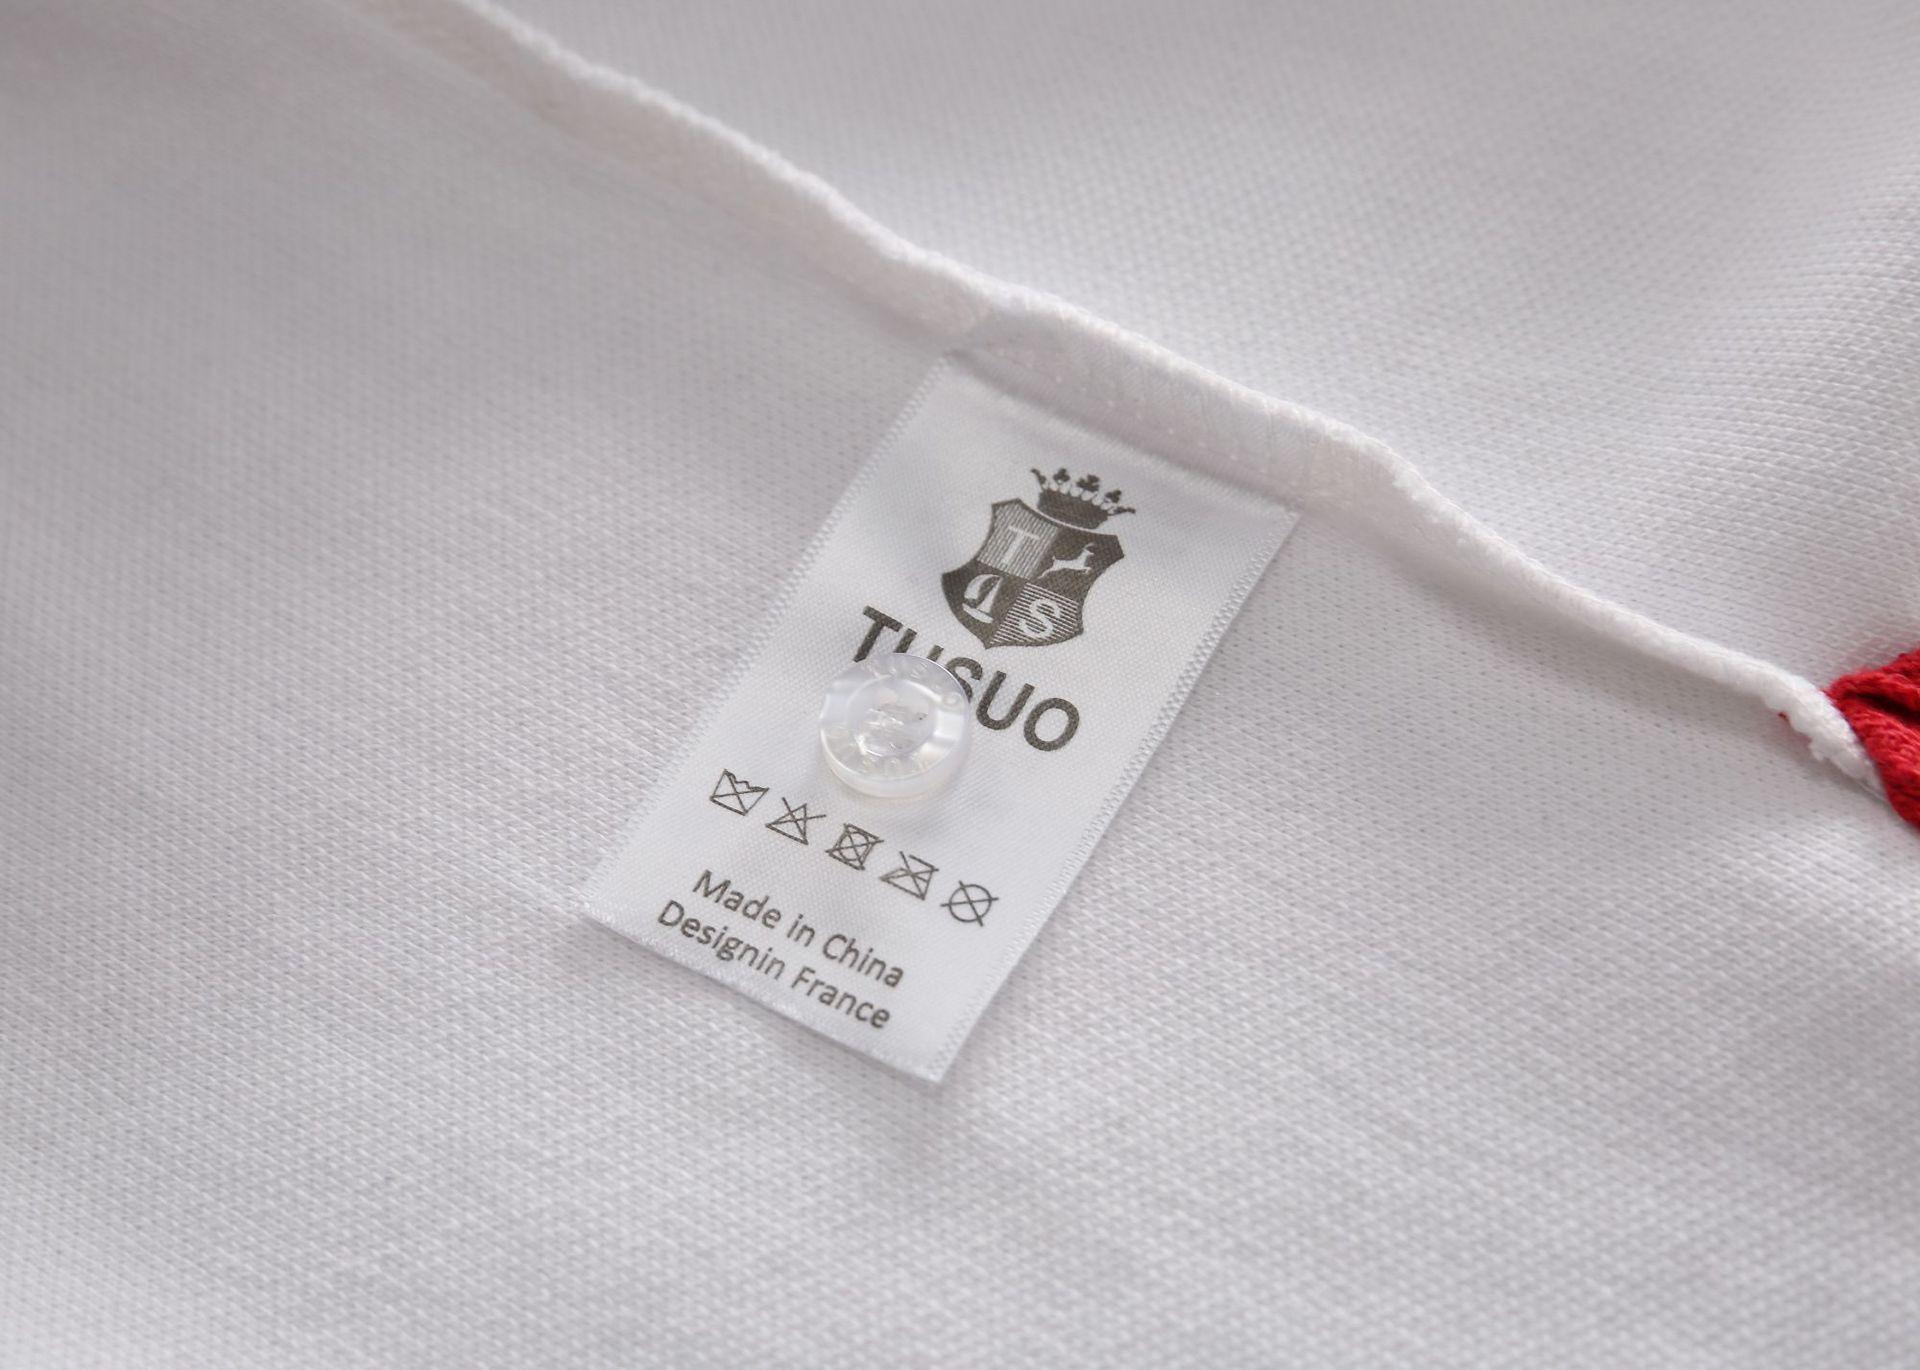 T
S
TUSUO
Made in China
Designin France